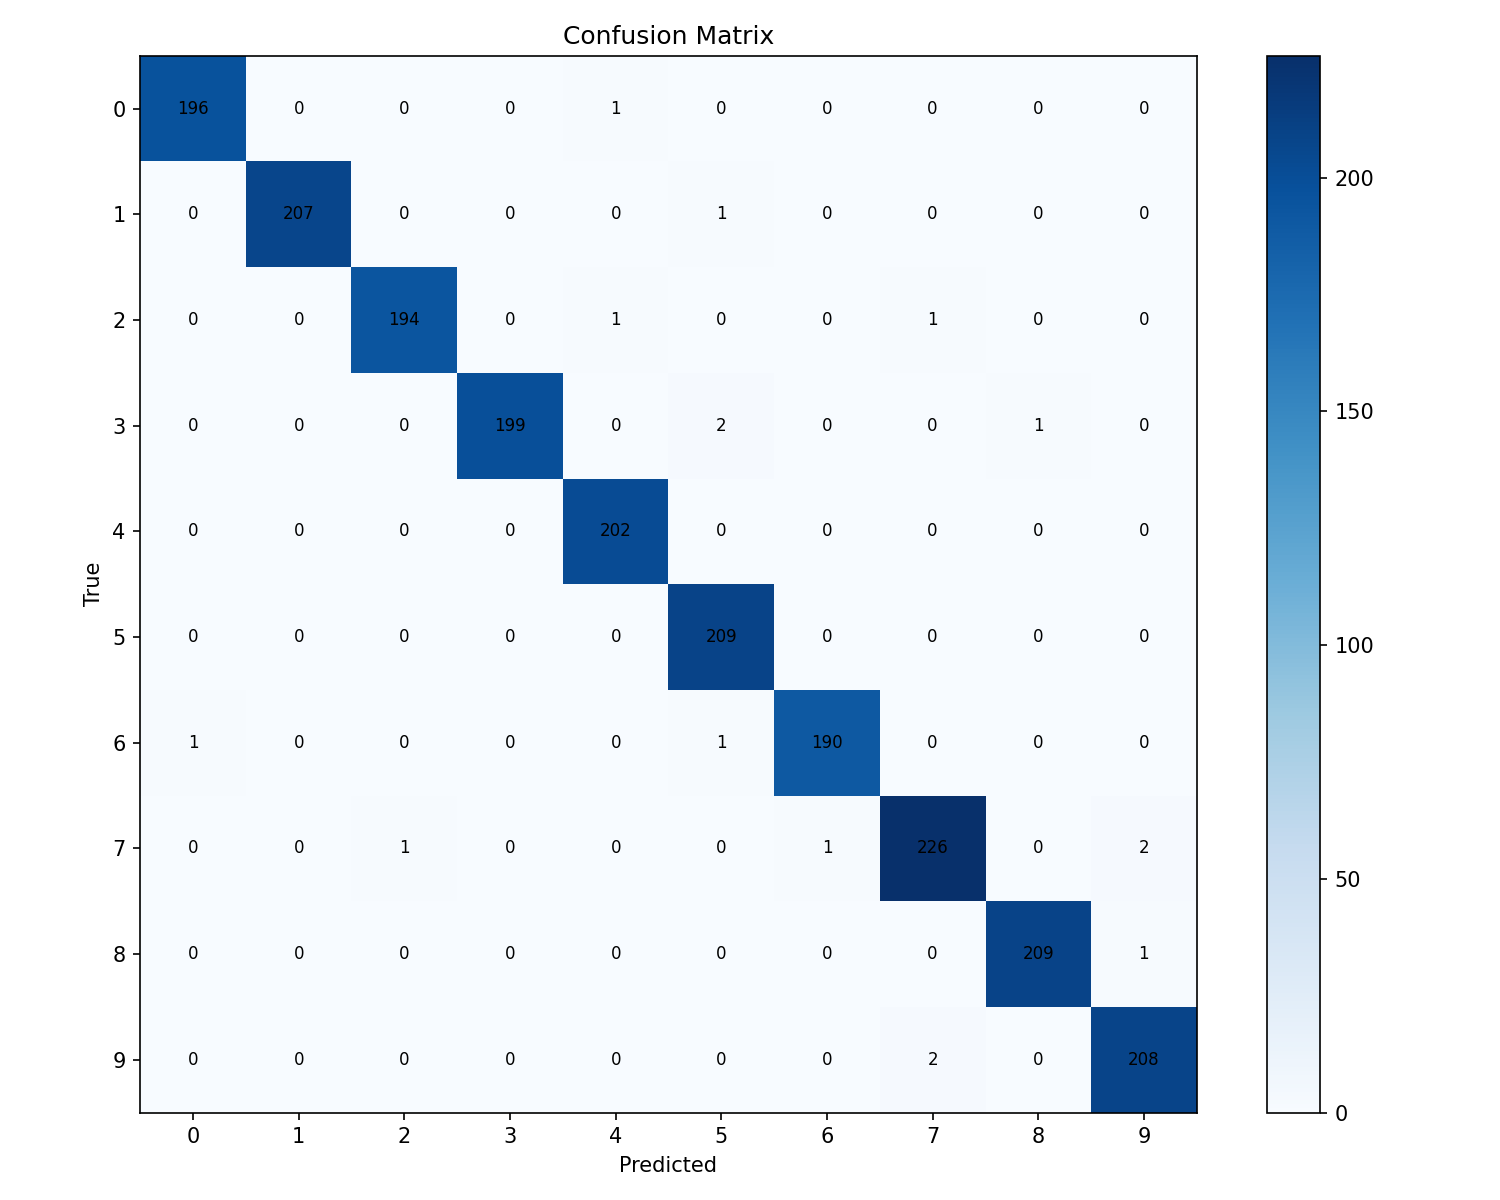 Confusion Matrix
0 196 0 0 0 1 0 0 0 0 0
1 0 207 0 0 0 1 0 0 0 0
2 0 0 194 0 1 0 0 1 0 0
3 0 0 0 199 0 2 0 0 1 0
4 0 0 0 0 202 0 0 0 0 0
5 0 0 0 0 0 209 0 0 0 0
6 1 0 0 0 0 1 190 0 0 0
7 0 0 1 0 0 0 1 226 0 2
8 0 0 0 0 0 0 0 0 209 1
9 0 0 0 0 0 0 0 2 0 208
0 1 2 3 4 5 6 7 8 9
Predicted
True
200
150
100
50
0